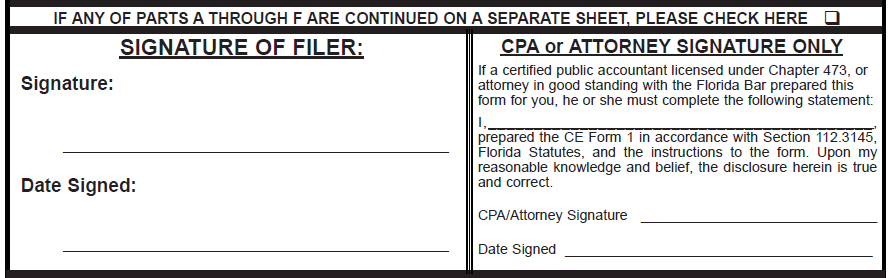 IF ANY OF PARTS A THROUGH F ARE CONTINUED ON A SEPARATE SHEET, PLEASE CHECK HERE ❑
SIGNATURE OF FILER:
Signature:
Date Signed:
CPA or ATTORNEY SIGNATURE ONLY
If a certified public accountant licensed under Chapter 473, or
attorney in good standing with the Florida Bar prepared this
form for you, he or she must complete the following statement:
I, ______________________________,
prepared the CE Form 1 in accordance with Section 112.3145,
Florida Statutes, and the instructions to the form. Upon my
reasonable knowledge and belief, the disclosure herein is true
and correct.
CPA/Attorney Signature ______________________________
Date Signed ______________________________